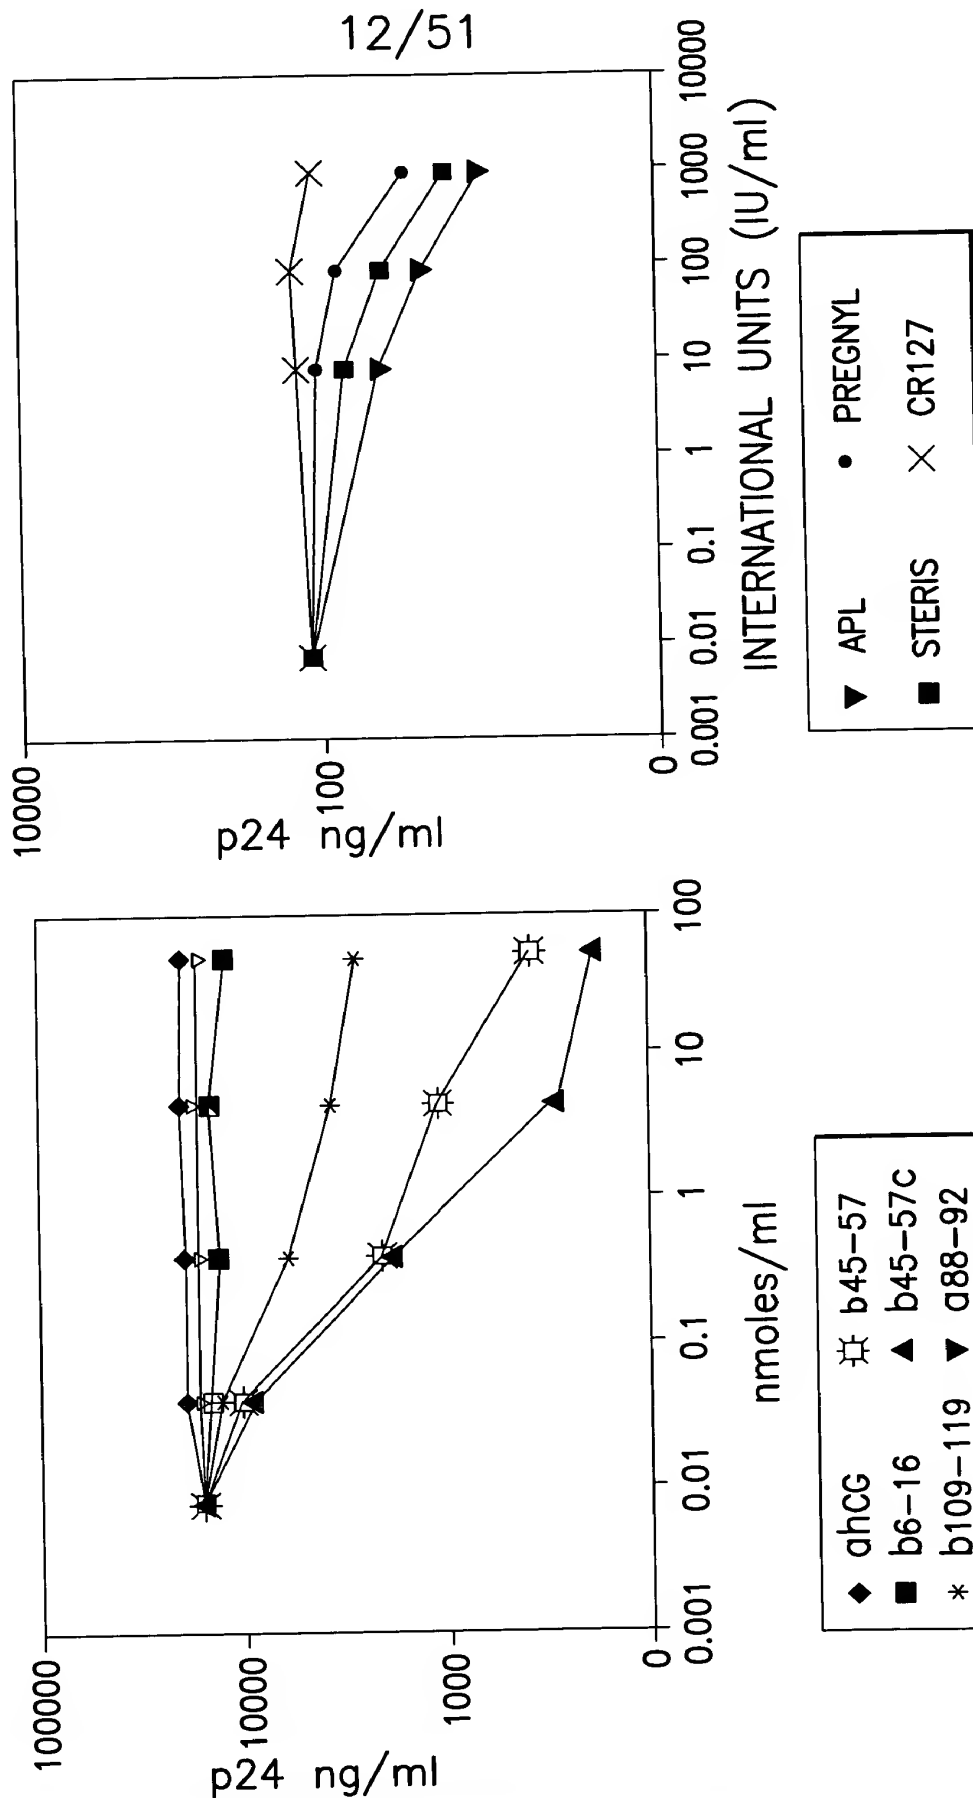 12/51
p24 ng/ml
100000
10000
1000
0
0.001
0.01
0.1
1
10
100
nmoles/ml
ahCG
b45-57
b6-16
b45-57c
b109-119
a88-92
p24 ng/ml
10000
100
0
0.001
0.01
0.1
1
10
100
1000
10000
INTERNATIONAL UNITS (IU/ml)
APL
PREGNYL
STERIS
CR127